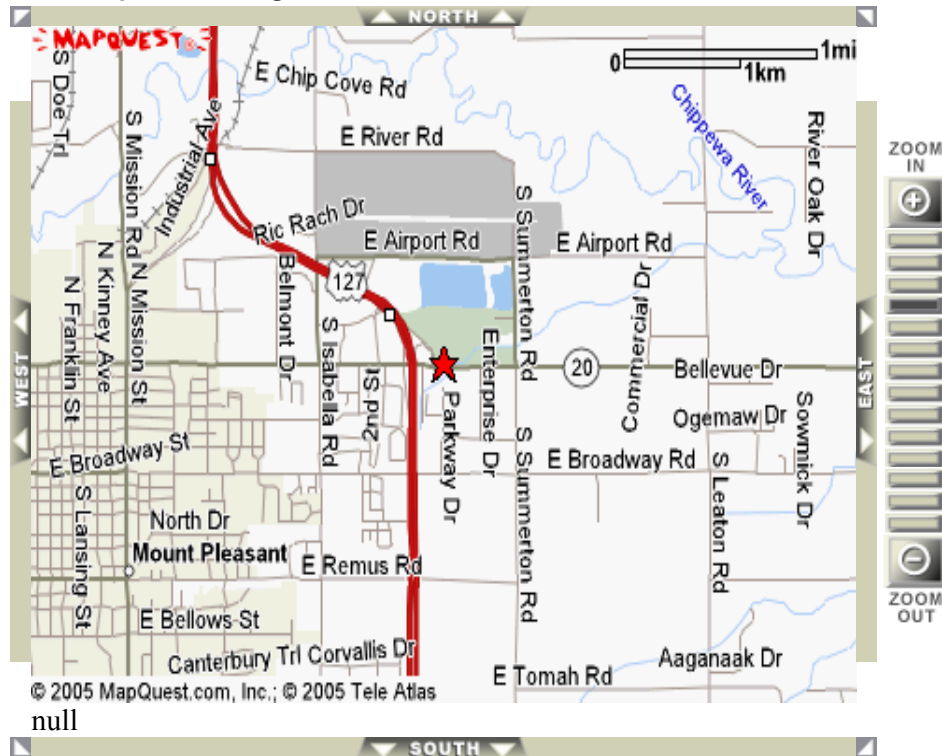 NORTH
MAPQUEST
0 1mi
1km
E Chip Cove Rd
S Doe Trl
S Mission Rd
Industrial Ave
E River Rd
Chippewa River
River Oak Dr
ZOOM
IN
Ric Rach Dr
E Airport Rd
E Airport Rd
S Summerton Rd
N Kinney Ave
N Mission St
N Franklin St
Belmont Dr
127
S Isabella Rd
2nd St
Enterprise Dr
Commercial Dr
WEST
20
Bellevue Dr
EAST
Parkway Dr
Ogemaw Dr
Sowmick Dr
E Broadway St
E Broadway Rd
S Summerton Rd
S Leaton Rd
S Lansing St
North Dr
Mount Pleasant
E Remus Rd
ZOOM
OUT
E Bellows St
Canterbury Trl
Corvallis Dr
E Tomah Rd
Aaganaak Dr
© 2005 MapQuest.com, Inc.; © 2005 Tele Atlas
null
SOUTH